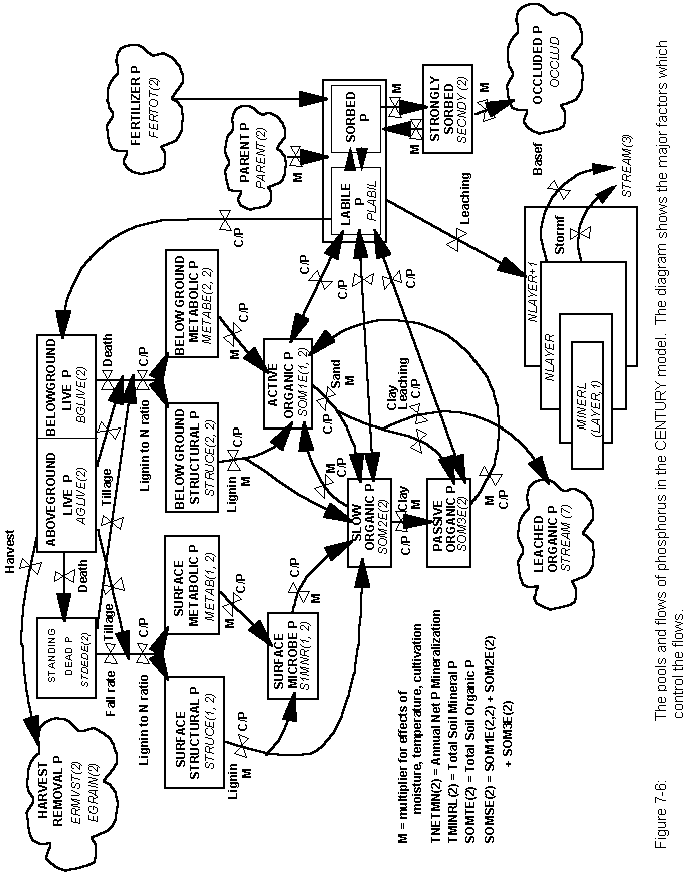 HARVEST
REMOVAL P
ERMVST(2)
EGRAIN(2)
Harvest
STANDING
DEAD P
STDEDE(2)
Death
ABOVEGROUND
LIVE P
AGLIVE(2)
BELOWGROUND
LIVE P
BGLIVE(2)
Fall rate
Tillage
Tillage
Death
C/P
C/P
Lignin to N ratio
Lignin to N ratio
C/P
SURFACE
STRUCTURAL P
STRUCE(1, 2)
SURFACE
METABOLIC P
METAB(1, 2)
BELOW GROUND
STRUCTURAL P
STRUCE(2, 2)
BELOW GROUND
METABOLIC P
METABE(2, 2)
Lignin
M
C/P
M
C/P
Lignin
M
C/P
M
C/P
SURFACE
MICROBE P
S1MNR(1, 2)
M
C/P
ACTIVE
ORGANIC P
SOM1E(1, 2)
C/P
C/P
C/P
C/P
Sand
M
M
C/P
SLOW
ORGANIC P
SOM2E(2)
C/P
Clay
M
Clay
Leaching
C/P
PASSIVE
ORGANIC P
SOM3E(2)
M
C/P
LEACHED
ORGANIC P
STREAM (7)
FERTILIZER P
FERTOT(2)
PARENT P
PARENT(2)
M
LABILE
P
PLABIL
SORBED
P
M
M
STRONGLY
SORBED
SECNDY (2)
M
OCCLUDED P
OCCLUD
Leaching
NLAYER+1
NLAYER
MINERL
(LAYER,1)
Stormf
Basef
STREAM(3)
M = multiplier for effects of
moisture, temperature, cultivation
TNETMN(2) = Annual Net P Mineralization
TMINRL(2) = Total Soil Mineral P
SOMTE(2) = Total Soil Organic P
SOMSE(2) = SOM1E(2,2) + SOM2E(2)
+ SOM3E(2)
Figure 7-6: The pools and flows of phosphorus in the CENTURY model. The diagram shows the major factors which
control the flows.